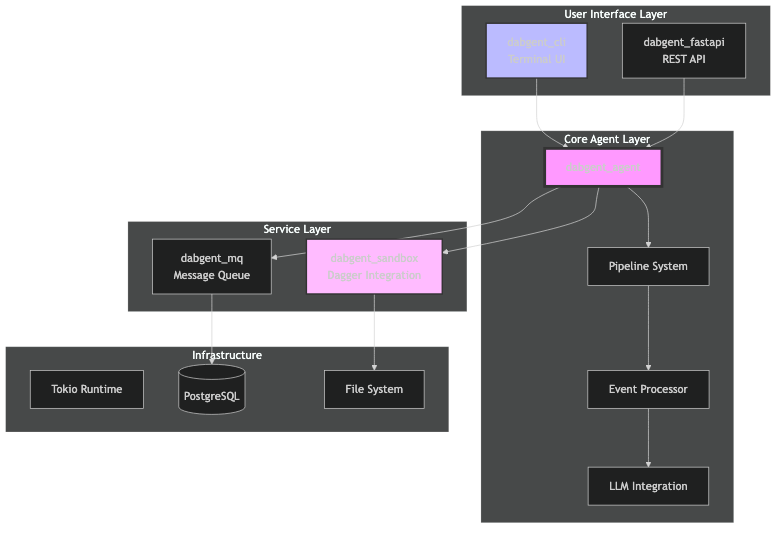 User Interface Layer
dabgent_cli
Terminal UI
dabgent_fastapi
REST API
Core Agent Layer
dabgent_agent
Service Layer
dabgent_mq
Message Queue
dabgent_sandbox
Dagger Integration
Pipeline System
Infrastructure
Tokio Runtime
PostgreSQL
File System
Event Processor
LLM Integration